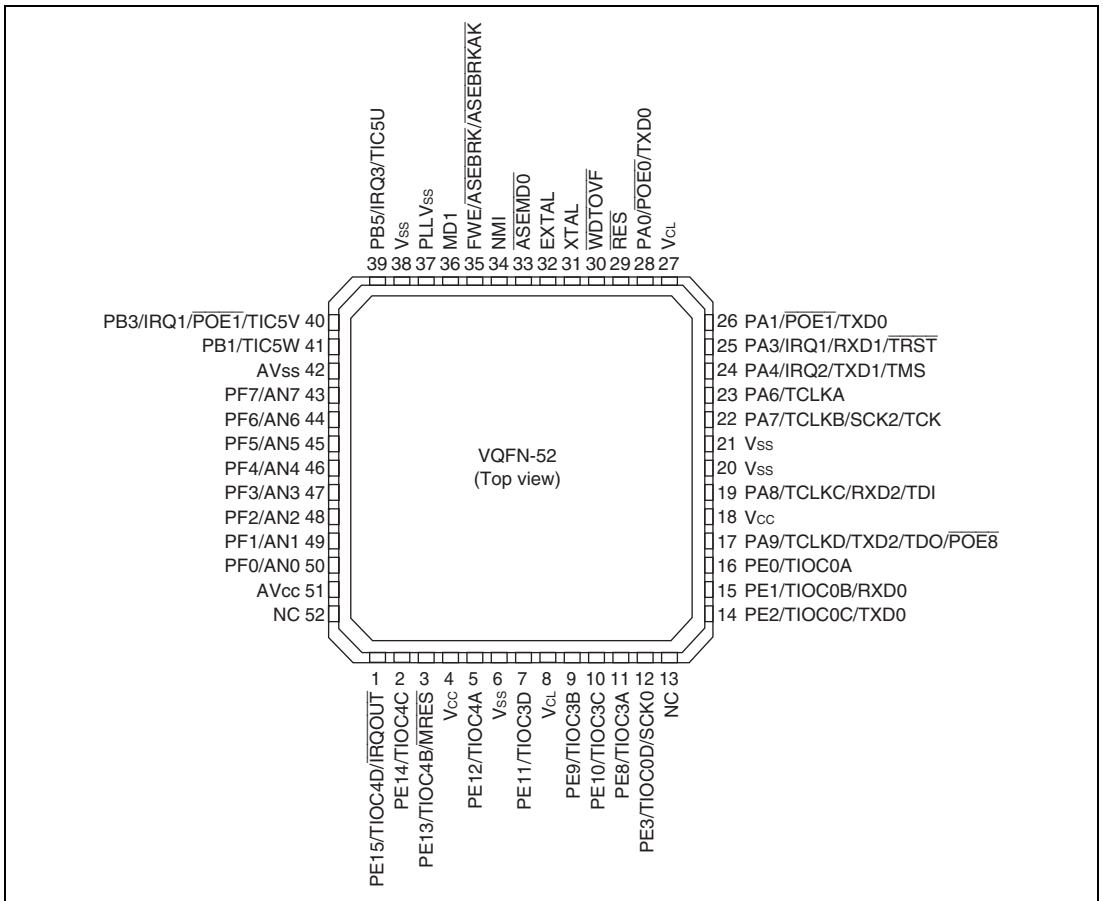 39 PB5/IRQ3/TIC5U
38 Vss
37 PLLVss
36 MD1
35 FWE/ASEBRK/ASEBRKAK
34 NMI
33 ASEMD0
32 EXTAL
31 XTAL
30 WDTOVF
29 RES
28 PA0/POE0/TXD0
27 VCL
PB3/IRQ1/POE1/TIC5V 40
PB1/TIC5W 41
AVss 42
PF7/AN7 43
PF6/AN6 44
PF5/AN5 45
PF4/AN4 46
PF3/AN3 47
PF2/AN2 48
PF1/AN1 49
PF0/AN0 50
AVcc 51
NC 52
VQFN-52
(Top view)
26 PA1/POE1/TXD0
25 PA3/IRQ1/RXD1/TRST
24 PA4/IRQ2/TXD1/TMS
23 PA6/TCLKA
22 PA7/TCLKB/SCK2/TCK
21 Vss
20 Vss
19 PA8/TCLKC/RXD2/TDI
18 Vcc
17 PA9/TCLKD/TXD2/TDO/POE8
16 PE0/TIOC0A
15 PE1/TIOC0B/RXD0
14 PE2/TIOC0C/TXD0
1 PE15/TIOC4D/IRQOUT
2 PE14/TIOC4C
3 PE13/TIOC4B/MRES
4 Vcc
5 PE12/TIOC4A
6 Vss
7 PE11/TIOC3D
8 VCL
9 PE9/TIOC3B
10 PE10/TIOC3C
11 PE8/TIOC3A
12 PE3/TIOC0D/SCK0
13 NC